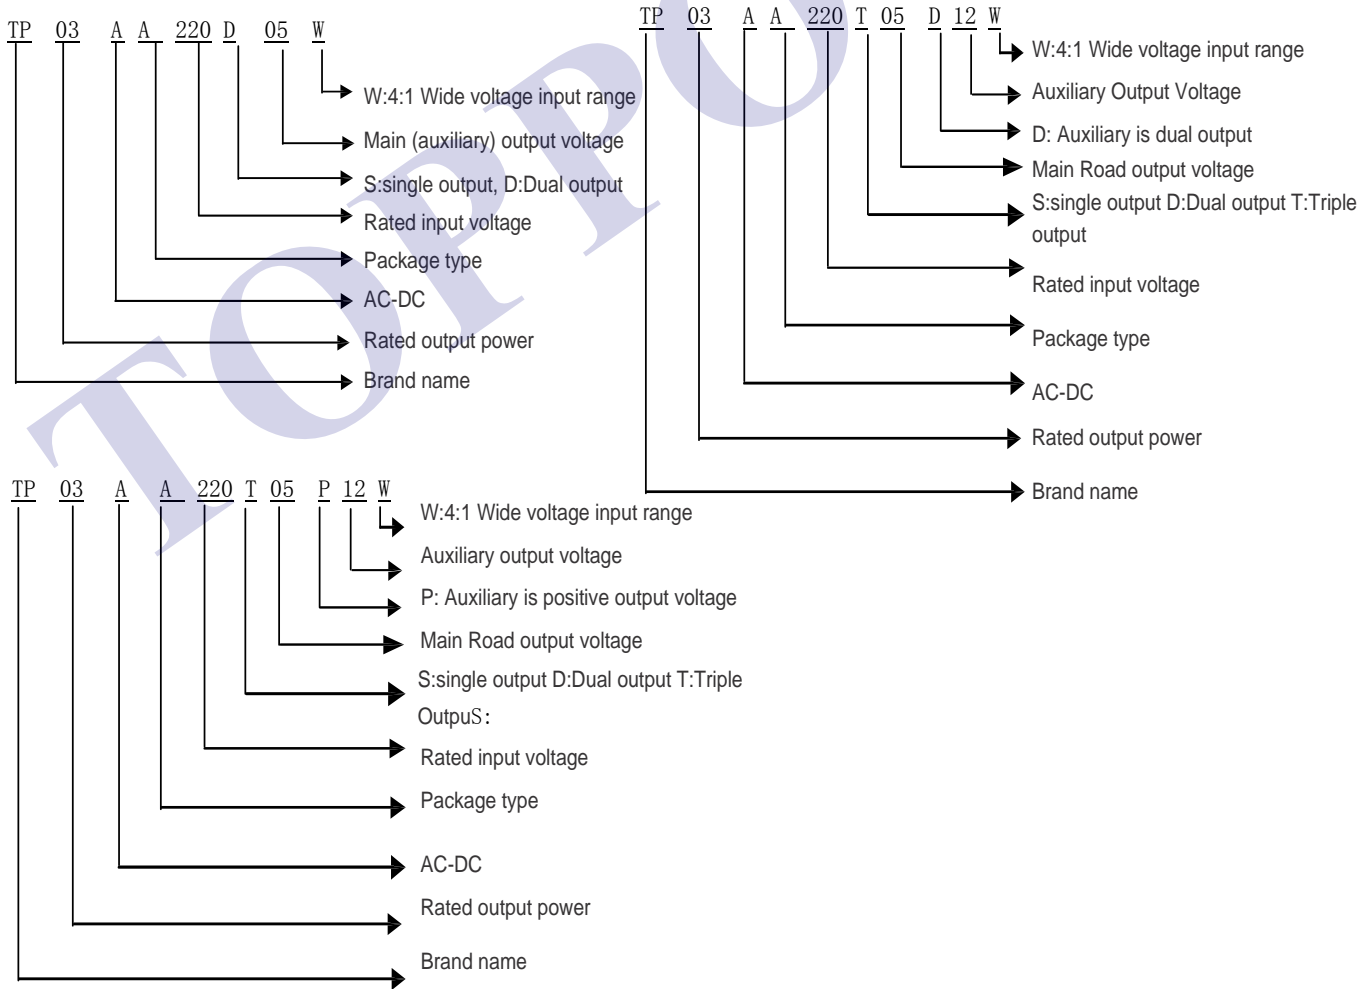 TP 03 A A 220 D 05 W
W:4:1 Wide voltage input range
Main (auxiliary) output voltage
S:single output, D:Dual output
Rated input voltage
Package type
AC-DC
Rated output power
Brand name
TP 03 A A 220 T 05 D 12 W
W:4:1 Wide voltage input range
Auxiliary Output Voltage
D: Auxiliary is dual output
Main Road output voltage
S:single output D:Dual output T:Triple
output
Rated input voltage
Package type
AC-DC
Rated output power
Brand name
TP 03 A A 220 T 05 P 12 W
W:4:1 Wide voltage input range
Auxiliary output voltage
P: Auxiliary is positive output voltage
Main Road output voltage
S:single output D:Dual output T:Triple
OutpuS:
Rated input voltage
Package type
AC-DC
Rated output power
Brand name
TOPPO